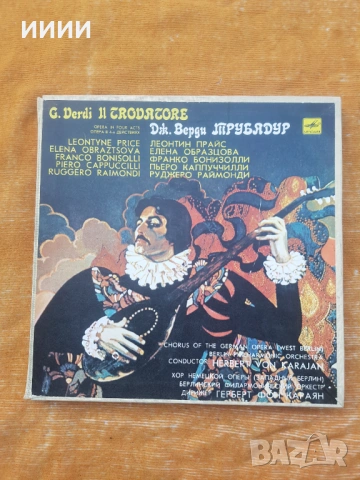 ииии
G. Verdi Il TROVATORE
OPERA IN FOUR ACTS
ОПЕРА В 4-х ДЕЙСТВИЯХ
Дж. Верди ТРУБАДУР
LEONTYNE PRICE
ELENA OBRAZTSOVA
FRANCO BONISOLLI
PIERO CAPPUCCILLI
RUGGERO RAIMONDI
ЛЕОНТИН ПРАЙС
ЕЛЕНА ОБРАЗЦОВА
ФРАНКО БОНИЗОЛЛИ
ПЬЕРО КАППУЧЧИЛЛИ
РУДЖЕРО РАЙМОНДИ
CHORUS OF THE GERMAN OPERA (WEST BERLIN)
BERLIN PHILHARMONIC ORCHESTRA
CONDUCTOR HERBERT VON KARAJAN
ХОР НЕМЕЦКОЙ ОПЕРЫ (ЗАПАДНЫЙ БЕРЛИН)
БЕРЛИНСКИЙ ФИЛАРМОНИЧЕСКИЙ ОРКЕСТР
ДИРИЖЕР ГЕРБЕРТ ФОН КАРАЯН
bazar